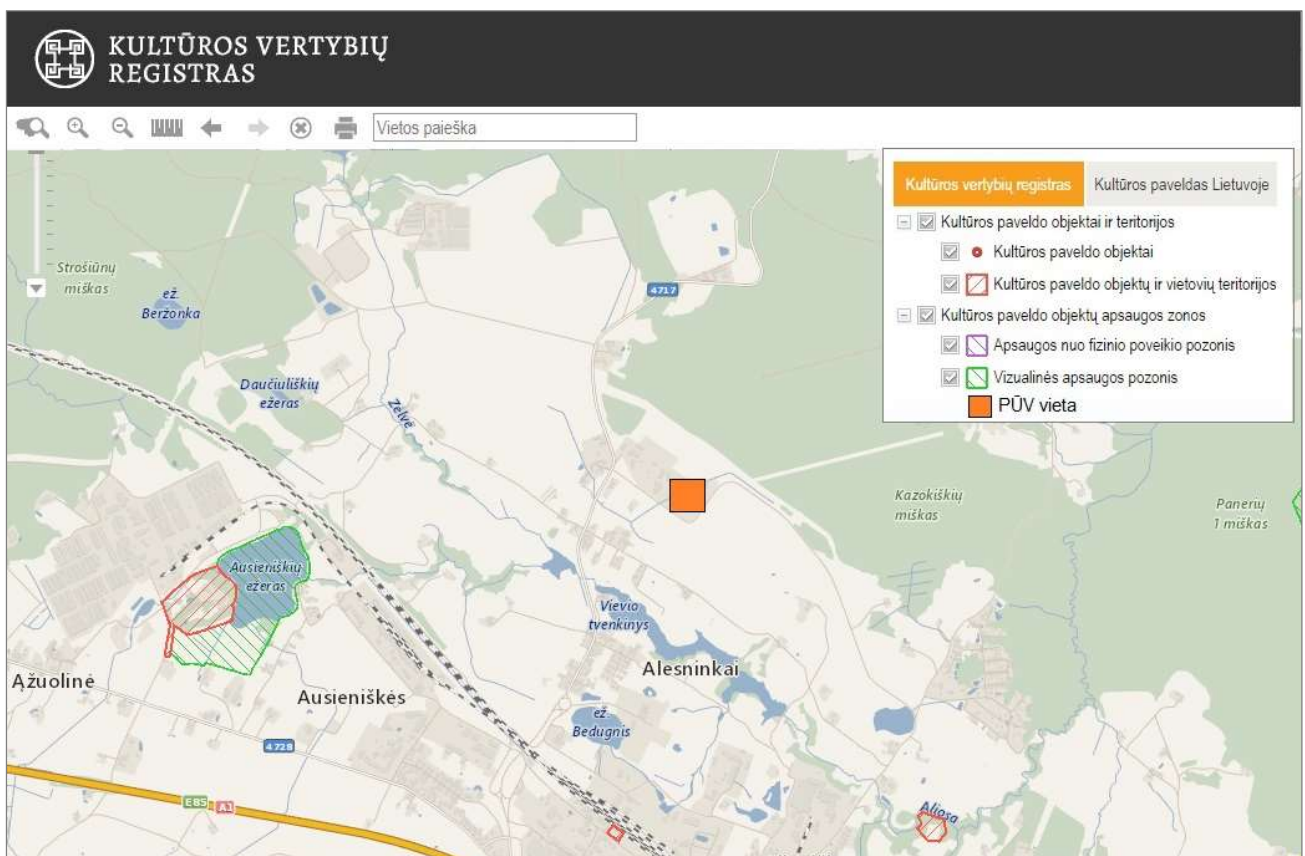 KULTŪROS VERTYBIŲ
REGISTRAS
Vietos paieška
Kultūros vertybių registras
Kultūros paveldas Lietuvoje
Kultūros paveldo objektai ir teritorijos
Kultūros paveldo objektai
Kultūros paveldo objektų ir vietovių teritorijos
Kultūros paveldo objektų apsaugos zonos
Apsaugos nuo fizinio poveikio pozonis
Vizualinės apsaugos pozonis
PŪV vieta
Strošiūnų
miškas
ež.
Beržonka
4717
Daučiuliškių
ežeras
Žėlvė
Kazokiškių
miškas
Panerių
1 miškas
Ausieniškių
ežeras
Vievio
tvenkinys
Alesninkai
Ąžuolinė
Ausieniškės
ež.
Bedugnis
4 728
E85
A1
Aliosa